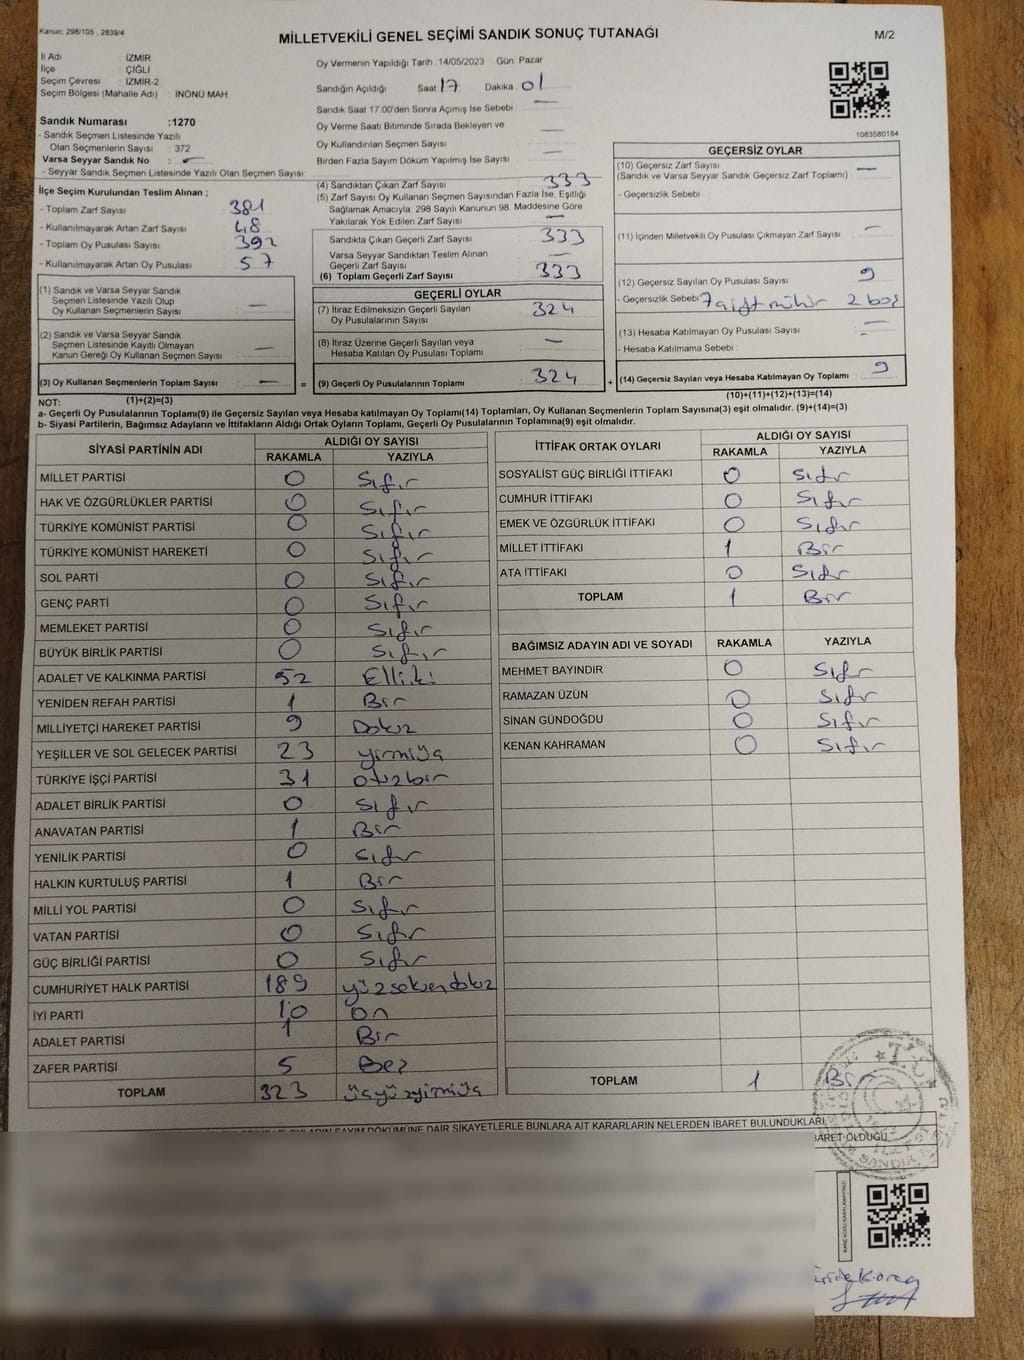 Kanun: 298/105 , 2839/4
MİLLETVEKİLİ GENEL SEÇİMİ SANDIK SONUÇ TUTANAĞI
M/2
İl Adı : İZMİR
İlçe : ÇİĞLİ
Seçim Çevresi : İZMİR-2
Seçim Bölgesi (Mahalle Adı) : İNÖNÜ MAH
Sandık Numarası :1270
- Sandık Seçmen Listesinde Yazılı
Olan Seçmenlerin Sayısı : 372
Varsa Seyyar Sandık No : —
- Seyyar Sandık Seçmen Listesinde Yazılı Olan Seçmen Sayısı :
Oy Vermenin Yapıldığı Tarih :14/05/2023 Gün: Pazar
Sandığın Açıldığı Saat: 17 Dakika: 01
Sandık Saat 17.00'den Sonra Açımış İse Sebebi : —
Oy Verme Saati Bitiminde Sırada Bekleyen ve —
Oy Kullandırılan Seçmen Sayısı
Birden Fazla Sayım Döküm Yapılmış İse Sayısı —
1083580184
İlçe Seçim Kurulundan Teslim Alınan ;
- Toplam Zarf Sayısı 381
- Kullanılmayarak Artan Zarf Sayısı 48
- Toplam Oy Pusulası Sayısı 392
- Kullanılmayarak Artan Oy Pusulası 57
(4) Sandıktan Çıkan Zarf Sayısı 333
(5) Zarf Sayısı Oy Kullanan Seçmen Sayısından Fazla İse, Eşitliği
Sağlamak Amacıyla, 298 Sayılı Kanunun 98. Maddesine Göre
Yakılarak Yok Edilen Zarf Sayısı —
Sandıkta Çıkan Geçerli Zarf Sayısı 333
Varsa Seyyar Sandıktan Teslim Alınan
Geçerli Zarf Sayısı —
(6) Toplam Geçerli Zarf Sayısı 333
GEÇERSİZ OYLAR
(10) Geçersiz Zarf Sayısı —
(Sandık ve Varsa Seyyar Sandık Geçersiz Zarf Toplamı)
- Geçersizlik Sebebi :
(11) İçinden Milletvekili Oy Pusulası Çıkmayan Zarf Sayısı —
(12) Geçersiz Sayılan Oy Pusulası Sayısı 9
- Geçersizlik Sebebi 7 çift mühür 2 boş
(13) Hesaba Katılmayan Oy Pusulası Sayısı —
- Hesaba Katılmama Sebebi : —
(14) Geçersiz Sayılan veya Hesaba Katılmayan Oy Toplamı 9
(10)+(11)+(12)+(13)=(14)
(1) Sandık ve Varsa Seyyar Sandık
Seçmen Listesinde Yazılı Olup
Oy Kullanan Seçmenlerin Sayısı —
(2) Sandık ve Varsa Seyyar Sandık
Seçmen Listesinde Kayıtlı Olmayan
Kanun Gereği Oy Kullanan Seçmen Sayısı —
(3) Oy Kullanan Seçmenlerin Toplam Sayısı —
=
GEÇERLİ OYLAR
(7) İtiraz Edilmeksizin Geçerli Sayılan
Oy Pusulalarının Sayısı 324
(8) İtiraz Üzerine Geçerli Sayılan veya
Hesaba Katılan Oy Pusulası Toplamı —
(9) Geçerli Oy Pusulalarının Toplamı 324
+
NOT: (1)+(2)=(3)
a- Geçerli Oy Pusulalarının Toplamı(9) ile Geçersiz Sayılan veya Hesaba katılmayan Oy Toplamı(14) Toplamları, Oy Kullanan Seçmenlerin Toplam Sayısına(3) eşit olmalıdır. (9)+(14)=(3)
b- Siyasi Partilerin, Bağımsız Adayların ve İttifakların Aldığı Ortak Oyların Toplamı, Geçerli Oy Pusulalarının Toplamına(9) eşit olmalıdır.
SİYASİ PARTİNİN ADI ALDIĞI OY SAYISI
RAKAMLA YAZIYLA
MİLLET PARTİSİ 0 Sıfır
HAK VE ÖZGÜRLÜKLER PARTİSİ 0 Sıfır
TÜRKİYE KOMÜNİST PARTİSİ 0 Sıfır
TÜRKİYE KOMÜNİST HAREKETİ 0 Sıfır
SOL PARTİ 0 Sıfır
GENÇ PARTİ 0 Sıfır
MEMLEKET PARTİSİ 0 Sıfır
BÜYÜK BİRLİK PARTİSİ 0 Sıfır
ADALET VE KALKINMA PARTİSİ 52 Elliiki
YENİDEN REFAH PARTİSİ 1 Bir
MİLLİYETÇİ HAREKET PARTİSİ 9 Dokuz
YEŞİLLER VE SOL GELECEK PARTİSİ 23 yirmiüç
TÜRKİYE İŞÇİ PARTİSİ 31 otuzbir
ADALET BİRLİK PARTİSİ 0 Sıfır
ANAVATAN PARTİSİ 1 Bir
YENİLİK PARTİSİ 0 Sıfır
HALKIN KURTULUŞ PARTİSİ 1 Bir
MİLLİ YOL PARTİSİ 0 Sıfır
VATAN PARTİSİ 0 Sıfır
GÜÇ BİRLİĞİ PARTİSİ 0 Sıfır
CUMHURİYET HALK PARTİSİ 189 yüzseksendokuz
İYİ PARTİ 10 On
ADALET PARTİSİ 1 Bir
ZAFER PARTİSİ 5 Beş
TOPLAM 323 üçyüzyirmiüç
İTTİFAK ORTAK OYLARI ALDIĞI OY SAYISI
RAKAMLA YAZIYLA
SOSYALİST GÜÇ BİRLİĞİ İTTİFAKI 0 Sıfır
CUMHUR İTTİFAKI 0 Sıfır
EMEK VE ÖZGÜRLÜK İTTİFAKI 0 Sıfır
MİLLET İTTİFAKI 1 Bir
ATA İTTİFAKI 0 Sıfır
TOPLAM 1 Bir
BAĞIMSIZ ADAYIN ADI VE SOYADI RAKAMLA YAZIYLA
MEHMET BAYINDIR 0 Sıfır
RAMAZAN ÜZÜN 0 Sıfır
SİNAN GÜNDOĞDU 0 Sıfır
KENAN KAHRAMAN 0 Sıfır
TOPLAM 1 Bir
SAYIM DÖKÜMÜNE DAİR ŞİKAYETLERLE BUNLARA AİT KARARLARIN NELERDEN İBARET BULUNDUKLARI
İBARET OLDUĞU
T.C.